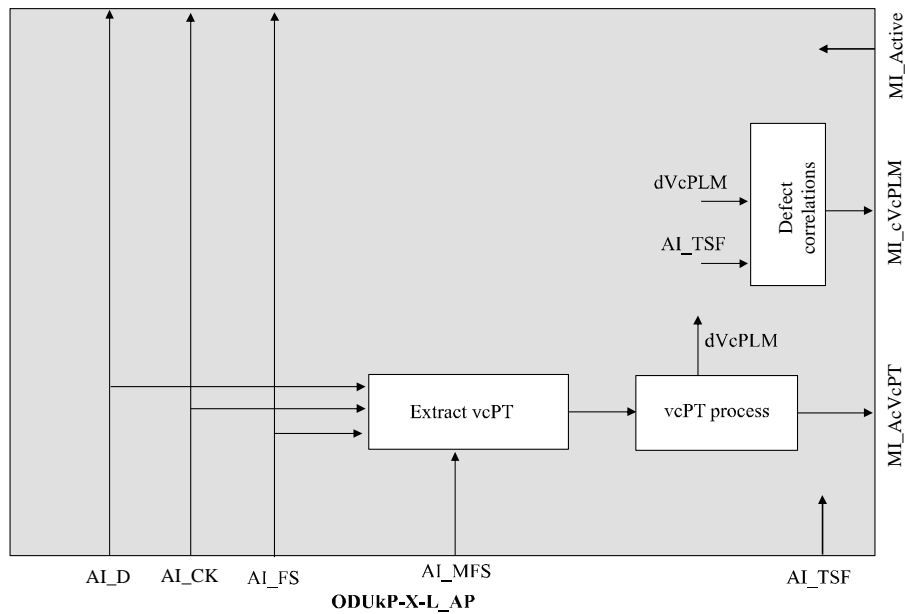 MI_Active
dVcPLM
AI_TSF
Defect
correlations
MI_cVcPLM
dVcPLM
Extract vcPT
vcPT process
MI_AcVcPT
AI_D
AI_CK
AI_FS
AI_MFS
AI_TSF
ODUkP-X-L_AP